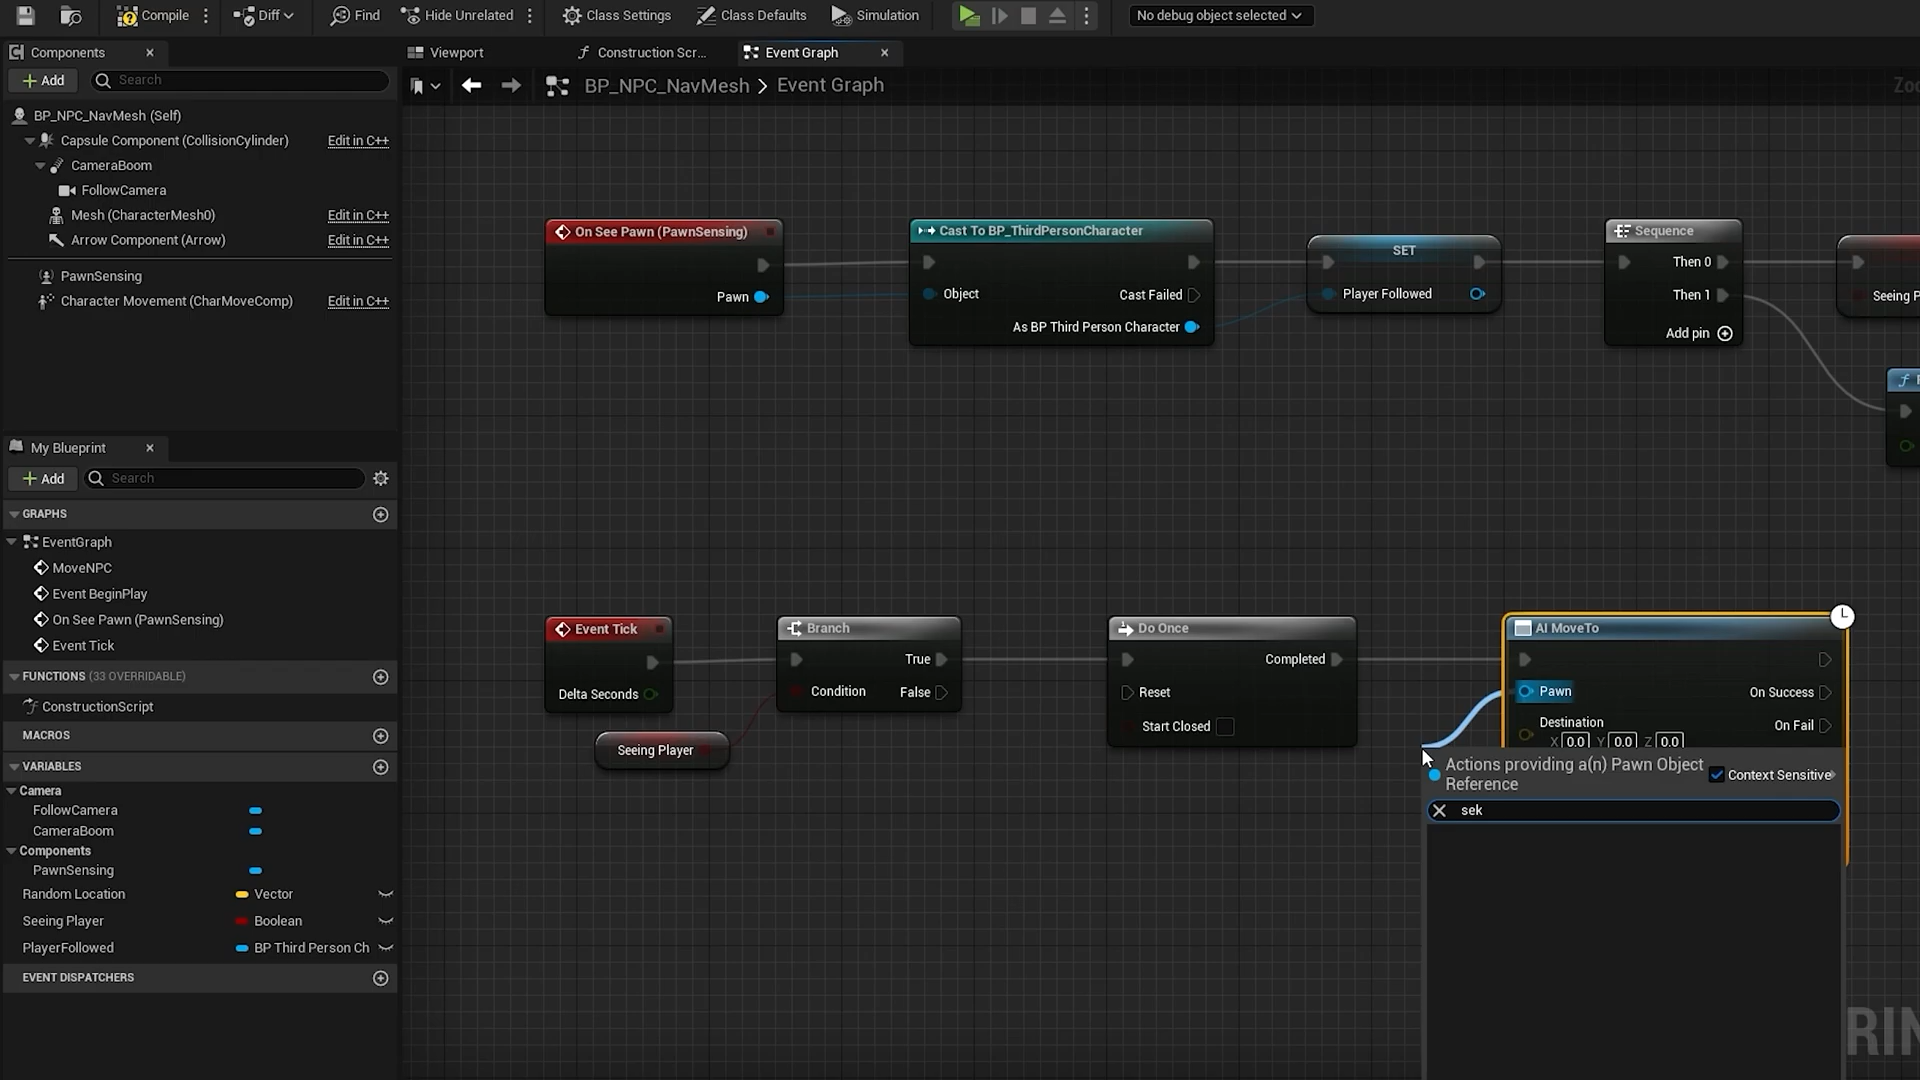 Compile
Diff
Find
Hide Unrelated
Class Settings
Class Defaults
Simulation
No debug object selected
Components
Viewport
Construction Scr...
Event Graph
Add
Search
BP_NPC_NavMesh > Event Graph
Zoo
BP_NPC_NavMesh (Self)
Capsule Component (CollisionCylinder) Edit in C++
CameraBoom
FollowCamera
Mesh (CharacterMesh0) Edit in C++
Arrow Component (Arrow) Edit in C++
PawnSensing
Character Movement (CharMoveComp) Edit in C++
On See Pawn (PawnSensing)
Pawn
Cast To BP_ThirdPersonCharacter
Object
Cast Failed
As BP Third Person Character
SET
Player Followed
Sequence
Then 0
Then 1
Add pin
Seeing P
My Blueprint
Add
Search
GRAPHS
EventGraph
MoveNPC
Event BeginPlay
On See Pawn (PawnSensing)
Event Tick
FUNCTIONS (33 OVERRIDABLE)
ConstructionScript
MACROS
VARIABLES
Camera
FollowCamera
CameraBoom
Components
PawnSensing
Random Location Vector
Seeing Player Boolean
PlayerFollowed BP Third Person Ch
EVENT DISPATCHERS
Event Tick
Delta Seconds
Seeing Player
Branch
True
Condition
False
Do Once
Completed
Reset
Start Closed
AI MoveTo
Pawn
On Success
Destination
On Fail
X 0.0 Y 0.0 Z 0.0
Actions providing a(n) Pawn Object
Reference
Context Sensitive
sek
RIN